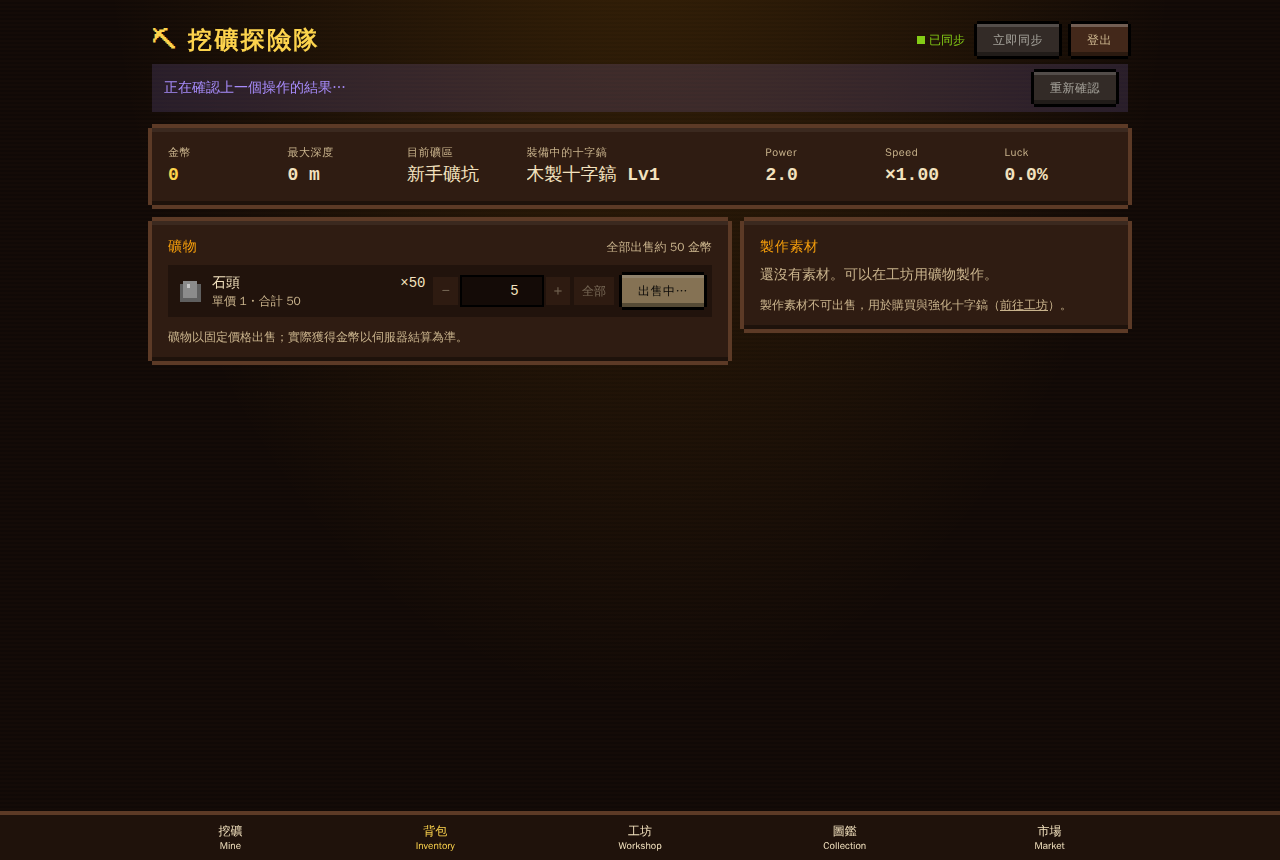 ⛏ 挖礦探險隊
已同步 立即同步 登出
正在確認上一個操作的結果⋯ 重新確認
金幣 最大深度 目前礦區 裝備中的十字鎬 Power Speed Luck
0 0 m 新手礦坑 木製十字鎬 Lv1 2.0 ×1.00 0.0%
礦物 全部出售約 50 金幣
石頭 ×50
單價 1 · 合計 50
− 5 + 全部 出售中⋯
礦物以固定價格出售；實際獲得金幣以伺服器結算為準。
製作素材
還沒有素材。可以在工坊用礦物製作。
製作素材不可出售，用於購買與強化十字鎬（前往工坊）。
挖礦 背包 工坊 圖鑑 市場
Mine Inventory Workshop Collection Market